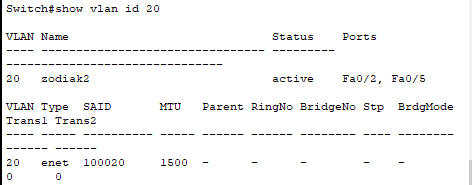 Switch#show vlan id 20
VLAN Name                             Status    Ports
---- -------------------------------- ---------
-------------------------------
20   zodiak2                          active    Fa0/2, Fa0/5
VLAN Type  SAID       MTU   Parent RingNo BridgeNo Stp  BrdgMode
Trans1 Trans2
---- ----- ---------- ----- ------ ------ -------- ---- --------
------ ------
20   enet  100020     1500  -      -      -        -    -
0      0